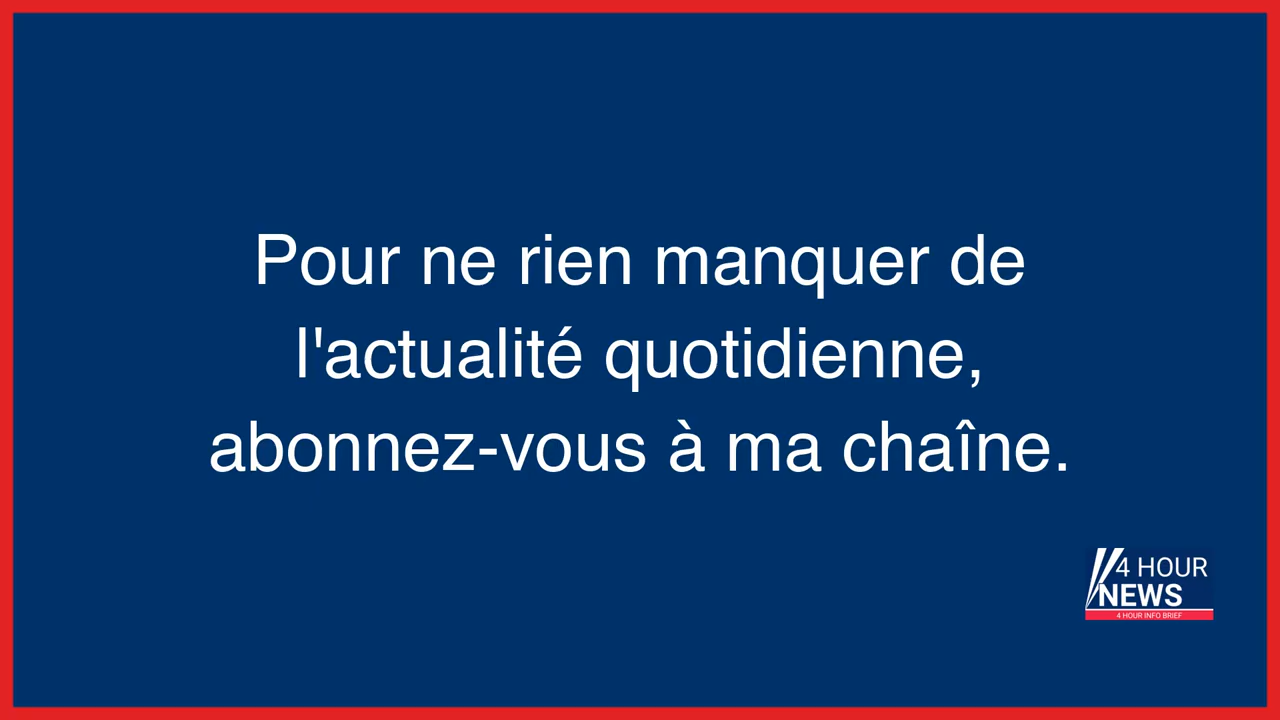 Pour ne rien manquer de
l'actualité quotidienne,
abonnez-vous à ma chaîne.
4 HOUR
NEWS
4 HOUR INFO BRIEF